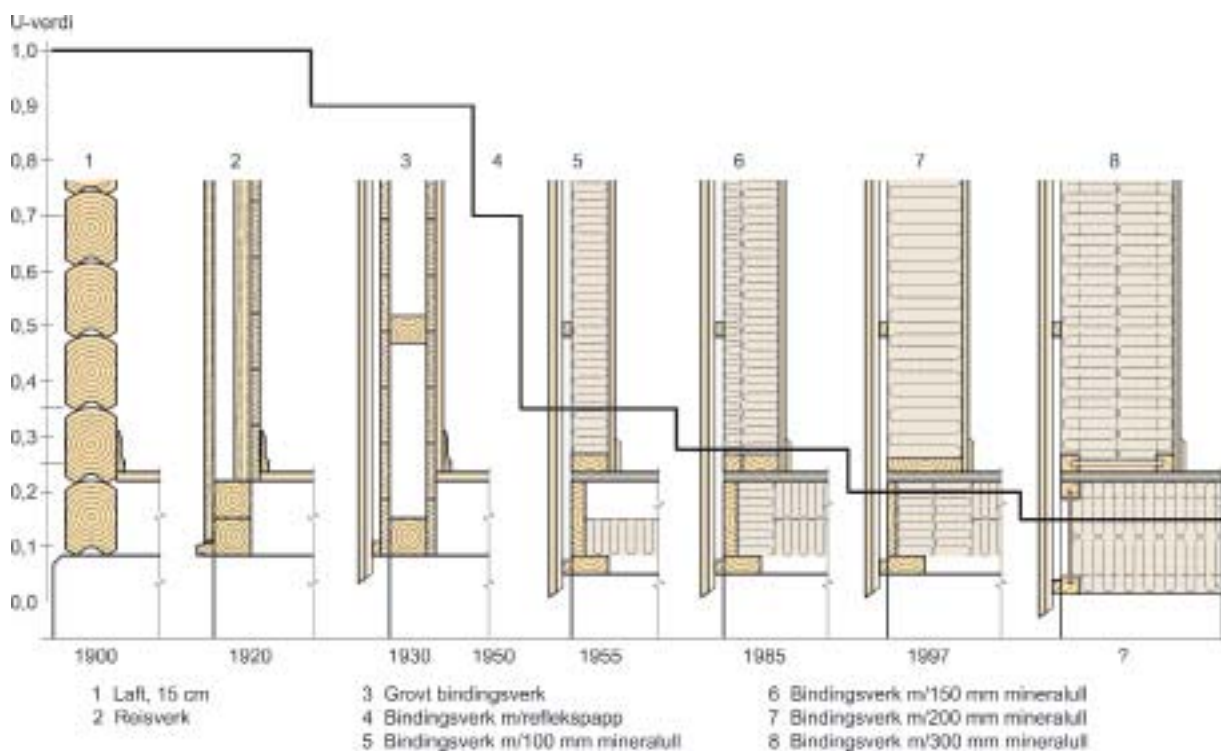 U-verdi
1,0
0,9
0,8
0,7
0,6
0,5
0,4
0,3
0,2
0,1
0,0
1 2 3 4 5 6 7 8
1900 1920 1930 1950 1955 1985 1997 ?
1 Laft, 15 cm
2 Reisverk
3 Grovt bindingsverk
4 Bindingsverk m/reflekspapp
5 Bindingsverk m/100 mm mineralull
6 Bindingsverk m/150 mm mineralull
7 Bindingsverk m/200 mm mineralull
8 Bindingsverk m/300 mm mineralull